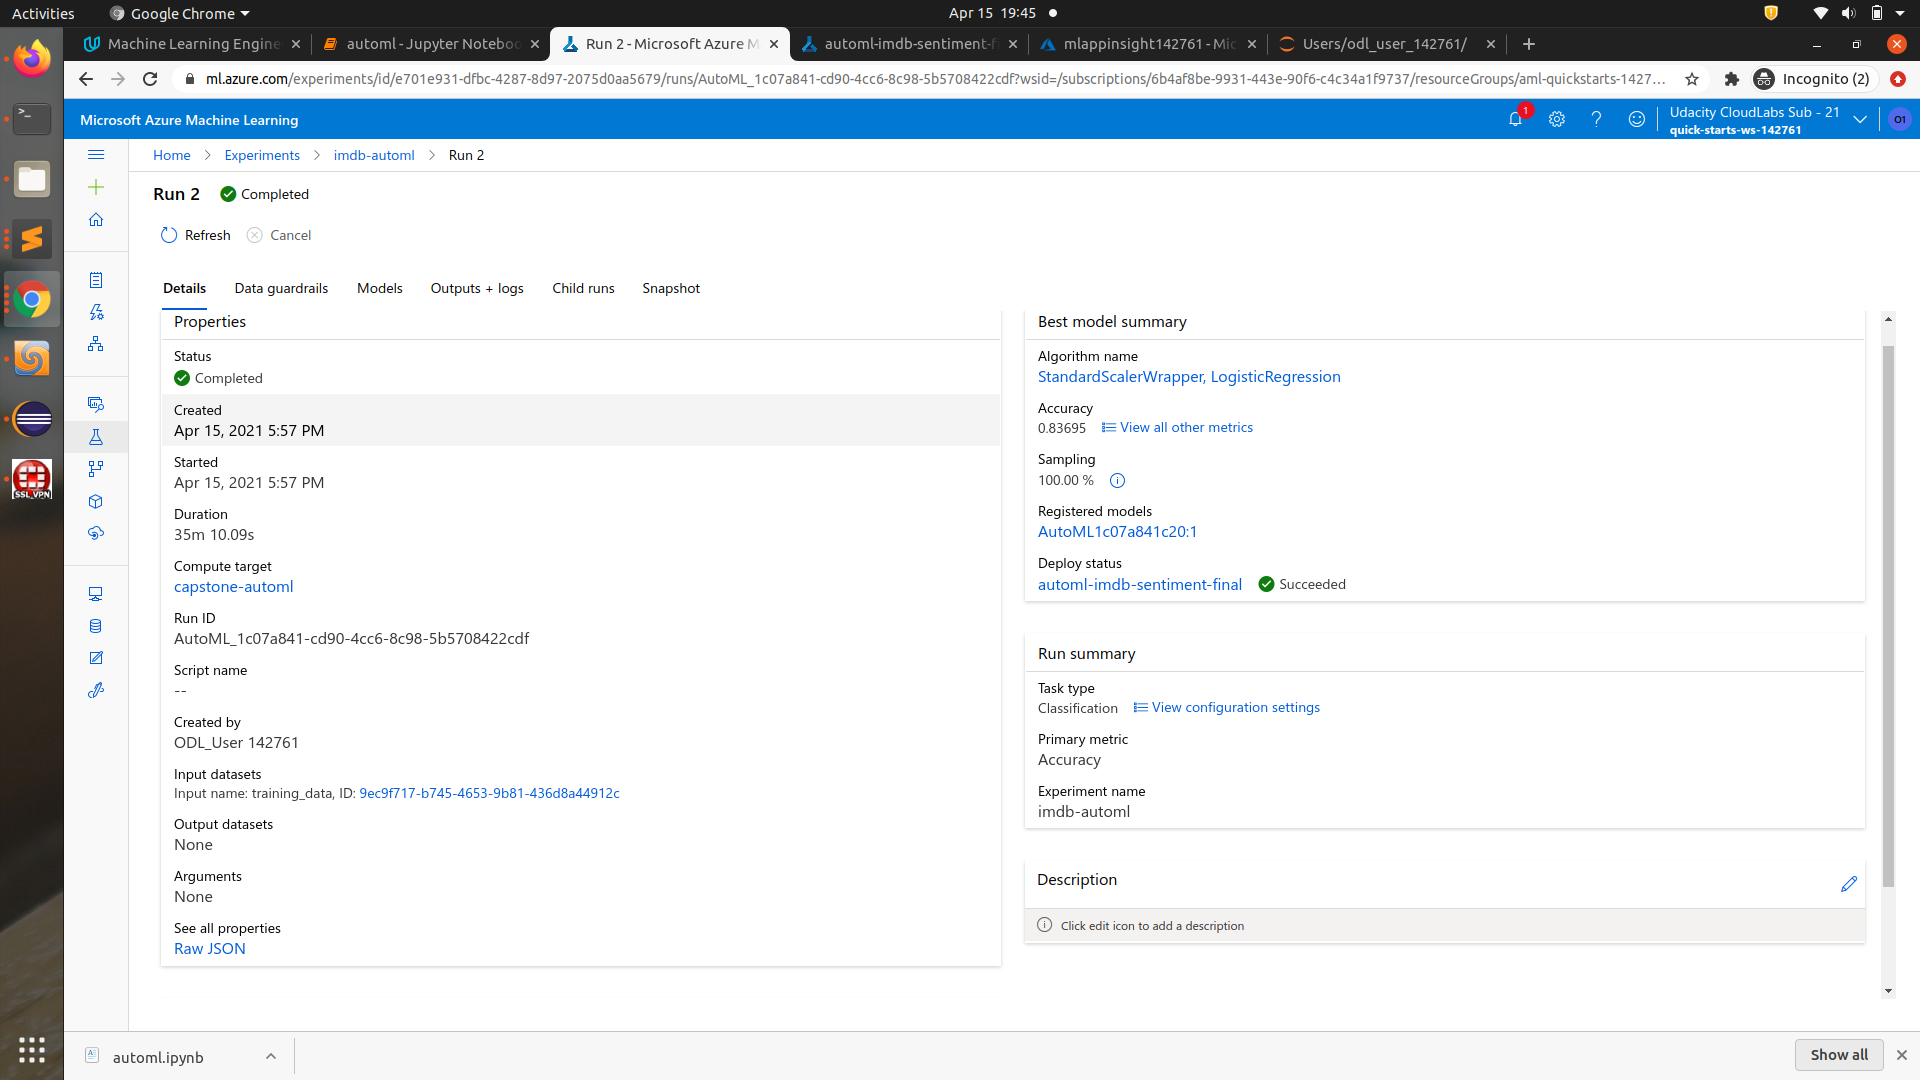 Activities
Google Chrome
Apr 15 19:45
Machine Learning Engine
automl - Jupyter Notebo
Run 2 - Microsoft Azure M
automl-imdb-sentiment-f
mlappinsight142761 - Mic
Users/odl_user_142761/
ml.azure.com/experiments/id/e701e931-dfbc-4287-8d97-2075d0aa5679/runs/AutoML_1c07a841-cd90-4cc6-8c98-5b5708422cdf?wsid=/subscriptions/6b4af8be-9931-443e-90f6-c4c34a1f9737/resourceGroups/aml-quickstarts-1427...
Incognito (2)
Microsoft Azure Machine Learning
1
Udacity CloudLabs Sub - 21
quick-starts-ws-142761
O1
Home > Experiments > imdb-automl > Run 2
Run 2 Completed
Refresh Cancel
Details Data guardrails Models Outputs + logs Child runs Snapshot
Properties
Status
Completed
Created
Apr 15, 2021 5:57 PM
Started
Apr 15, 2021 5:57 PM
Duration
35m 10.09s
Compute target
capstone-automl
Run ID
AutoML_1c07a841-cd90-4cc6-8c98-5b5708422cdf
Script name
--
Created by
ODL_User 142761
Input datasets
Input name: training_data, ID: 9ec9f717-b745-4653-9b81-436d8a44912c
Output datasets
None
Arguments
None
See all properties
Raw JSON
Best model summary
Algorithm name
StandardScalerWrapper, LogisticRegression
Accuracy
0.83695 View all other metrics
Sampling
100.00 %
Registered models
AutoML1c07a841c20:1
Deploy status
automl-imdb-sentiment-final Succeeded
Run summary
Task type
Classification View configuration settings
Primary metric
Accuracy
Experiment name
imdb-automl
Description
Click edit icon to add a description
SSL VPN
automl.ipynb
Show all